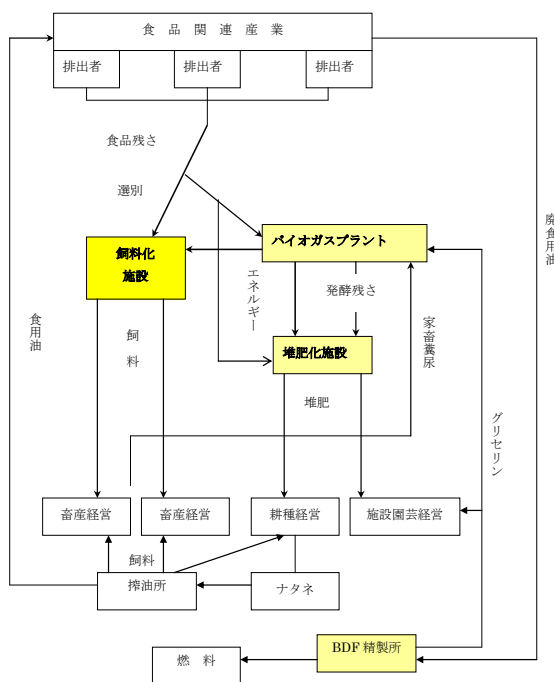 食品関連産業
排出者
排出者
排出者
食品残さ
選別
廃食用油
バイオガスプラント
飼料化
施設
エネルギー
発酵残さ
食用油
飼料
家畜糞尿
堆肥化施設
堆肥
グリセリン
畜産経営
畜産経営
耕種経営
施設園芸経営
飼料
搾油所
ナタネ
BDF 精製所
燃料